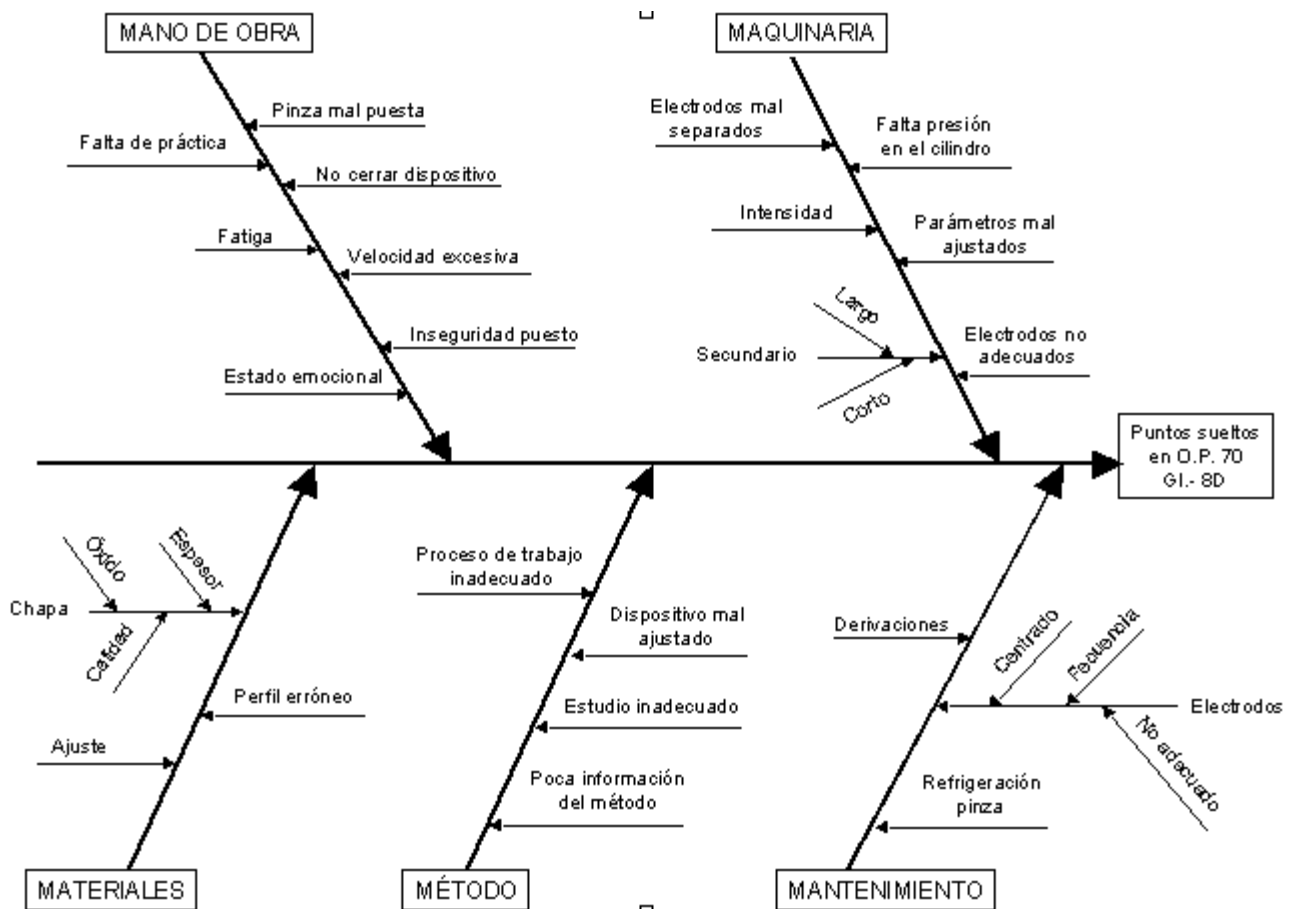 MANO DE OBRA
MAQUINARIA
Pinza mal puesta
Falta de práctica
No cerrar dispositivo
Fatiga
Velocidad excesiva
Inseguridad puesto
Estado emocional
Electrodos mal
separados
Falta presión
en el cilindro
Intensidad
Parámetros mal
ajustados
Largo
Secundario
Corto
Electrodos no
adecuados
Puntos sueltos
en O.P. 70
Gl.- 8D
Óxido
Espesor
Chapa
Calidad
Perfil erróneo
Ajuste
Proceso de trabajo
inadecuado
Dispositivo mal
ajustado
Estudio inadecuado
Poca información
del método
Derivaciones
Centrado
Fecuencia
Electrodos
No adecuado
Refrigeración
pinza
MATERIALES
MÉTODO
MANTENIMIENTO